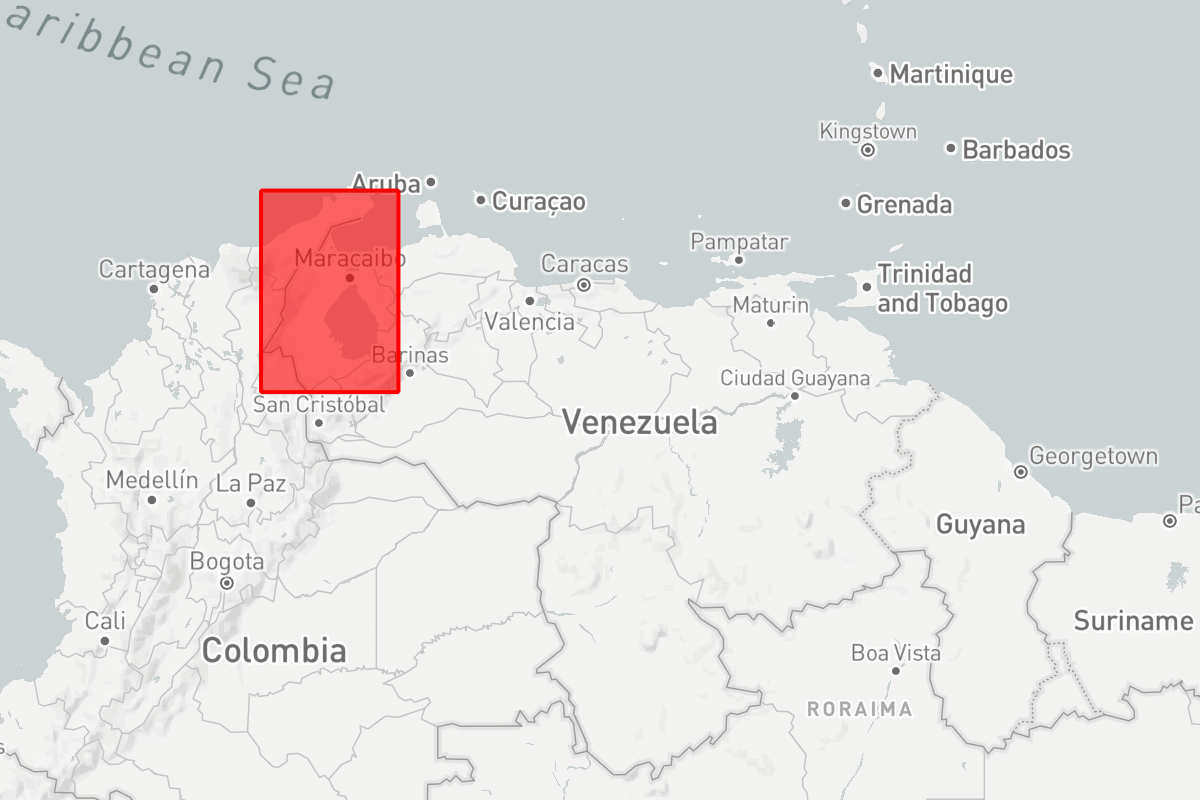 aribbean Sea
Martinique
Kingstown
Barbados
Aruba
Curaçao
Grenada
Pampatar
Maracaibo
Cartagena
Caracas
Trinidad
and Tobago
Maturin
Valencia
Barinas
Ciudad Guayana
San Cristóbal
Venezuela
Georgetown
Medellín
La Paz
Pa
Guyana
Bogota
Cali
Suriname
Colombia
Boa Vista
RORAIMA
s